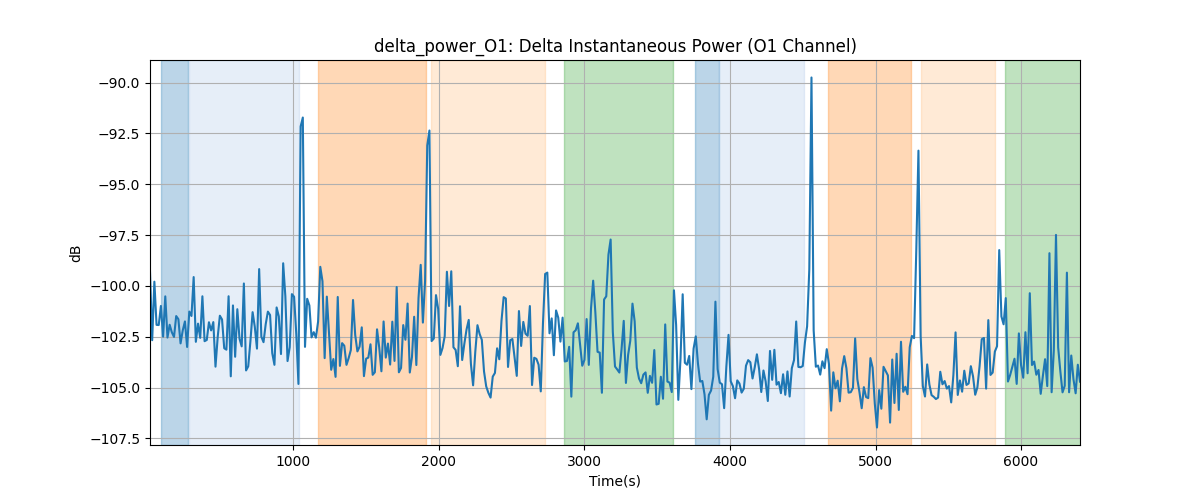 delta_power_O1: Delta Instantaneous Power (O1 Channel)
−90.0
−92.5
−95.0
−97.5
−100.0
−102.5
−105.0
−107.5
dB
1000 2000 3000 4000 5000 6000
Time(s)